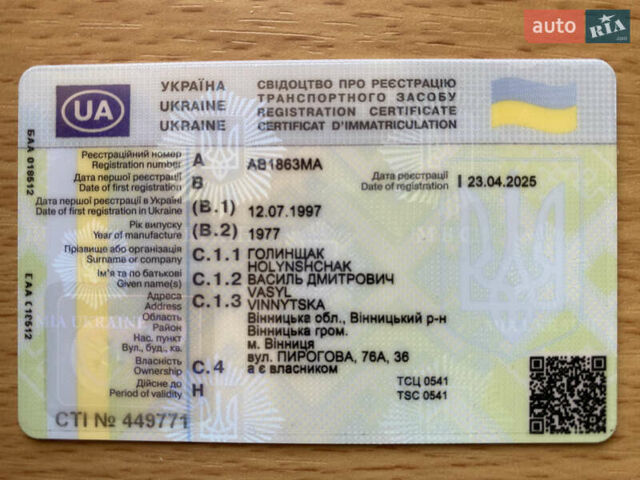 auto RIA.com
УКРАЇНА СВІДОЦТВО ПРО РЕЄСТРАЦІЮ
UKRAINE ТРАНСПОРТНОГО ЗАСОБУ
UKRAINE REGISTRATION CERTIFICATE
CERTIFICAT D'IMMATRICULATION
UA
Реєстраційний номер A AB1863MA
Registration number
Дата першої реєстрації B
Date of first registration
Дата реєстрації I 23.04.2025
Date of registration
Дата першої реєстрації в Україні (B.1) 12.07.1997
Date of first registration in Ukraine
Рік випуску (B.2) 1977
Year of manufacture
Прізвище або організація C.1.1 ГОЛИНЩАК
Surname or company HOLYNSHCHAK
Ім'я та по батькові C.1.2 ВАСИЛЬ ДМИТРОВИЧ
Given name(s) VASYL
Адреса C.1.3 VINNYTSKA
Address
Область Вінницька обл., Вінницький р-н
Район Вінницька гром.
Нас. пункт м. Вінниця
Вул., буд., кв. вул. ПИРОГОВА, 76А, 36
Власність C.4 а є власником
Ownership
Дійсне до H
Period of validity
ТСЦ 0541
TSC 0541
СТІ № 449771